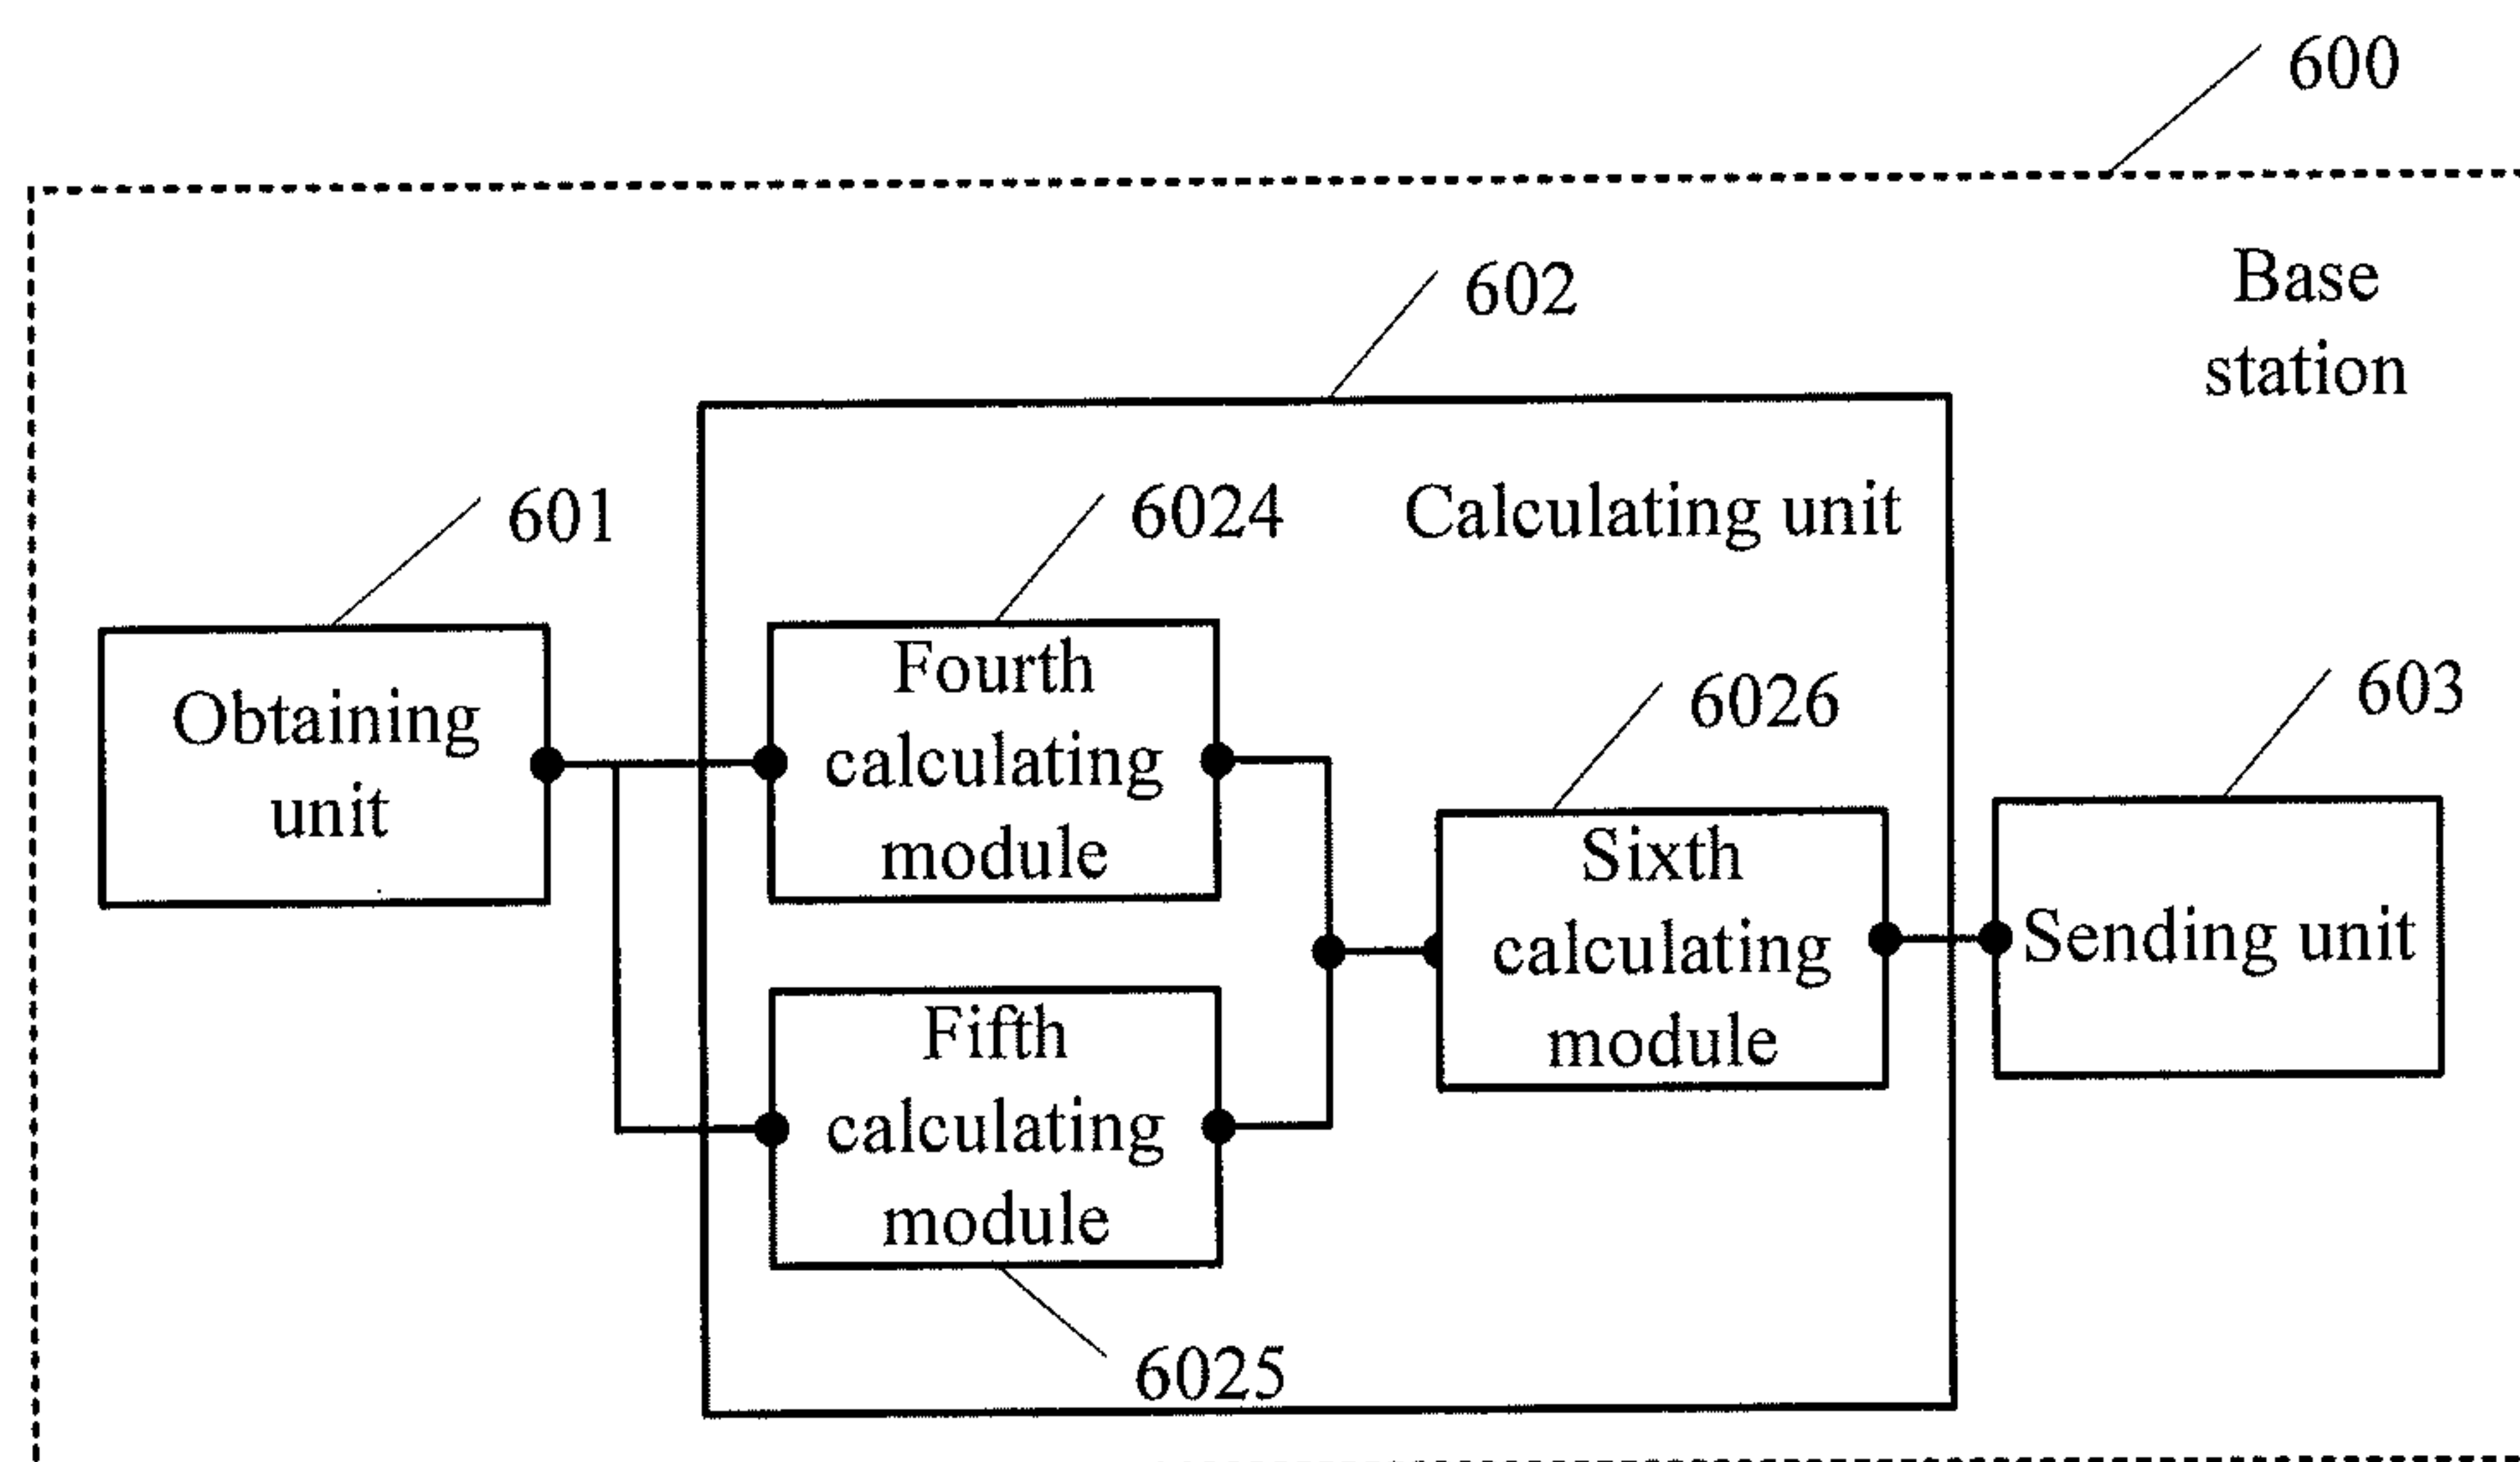 600
Base
station
602
601
6024
Calculating unit
Obtaining
unit
Fourth
calculating
module
6026
603
Sixth
calculating
module
Sending unit
Fifth
calculating
module
6025